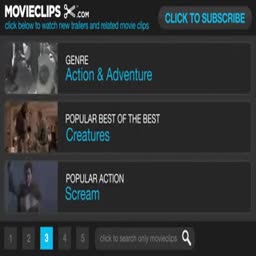 MOVIECLIPS .COM
click below to watch new trailers and related movie clips
CLICK TO SUBSCRIBE
GENRE
Action & Adventure
POPULAR BEST OF THE BEST
Creatures
POPULAR ACTION
Scream
1 2 3 4 5 click to search only movieclips